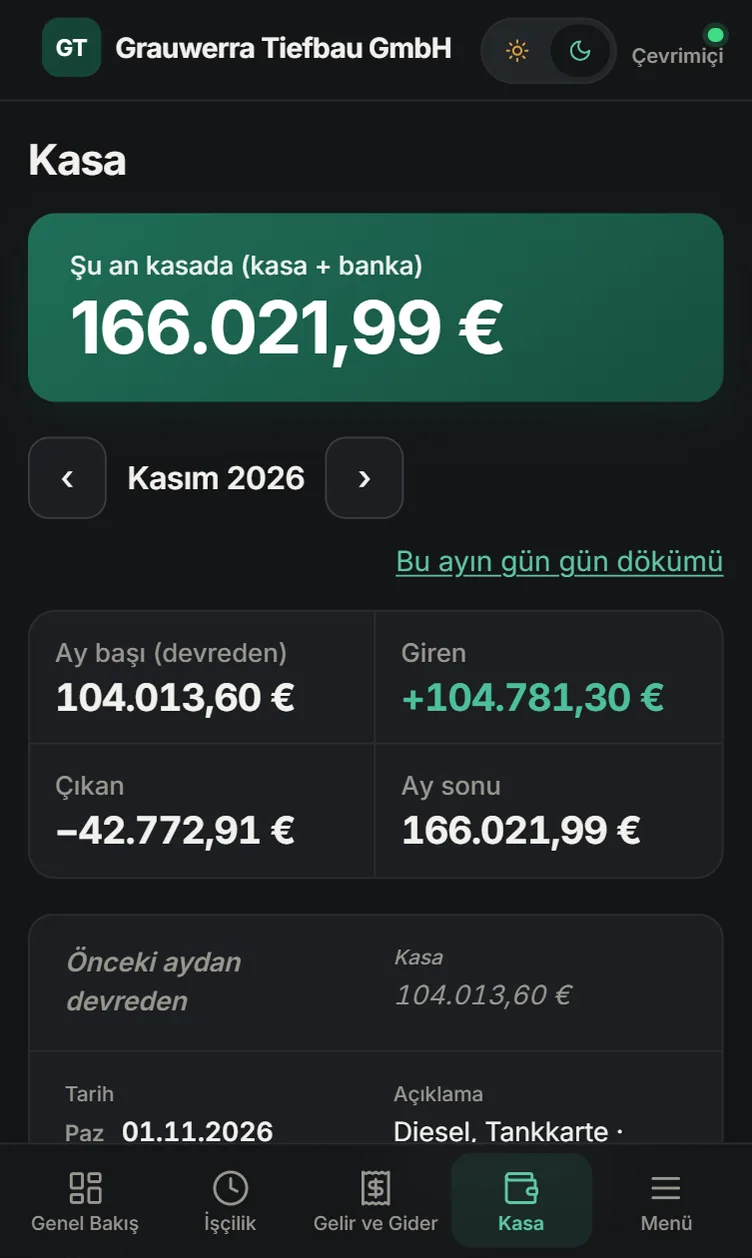 GT
Grauwerra Tiefbau GmbH
Çevrimiçi
Kasa
Şu an kasada (kasa + banka)
166.021,99 €
‹ Kasım 2026 ›
Bu ayın gün gün dökümü
Ay başı (devreden)
104.013,60 €
Giren
+104.781,30 €
Çıkan
−42.772,91 €
Ay sonu
166.021,99 €
Önceki aydan
devreden
Kasa
104.013,60 €
Tarih
Paz 01.11.2026
Açıklama
Diesel, Tankkarte ·
Genel Bakış
İşçilik
Gelir ve Gider
Kasa
Menü